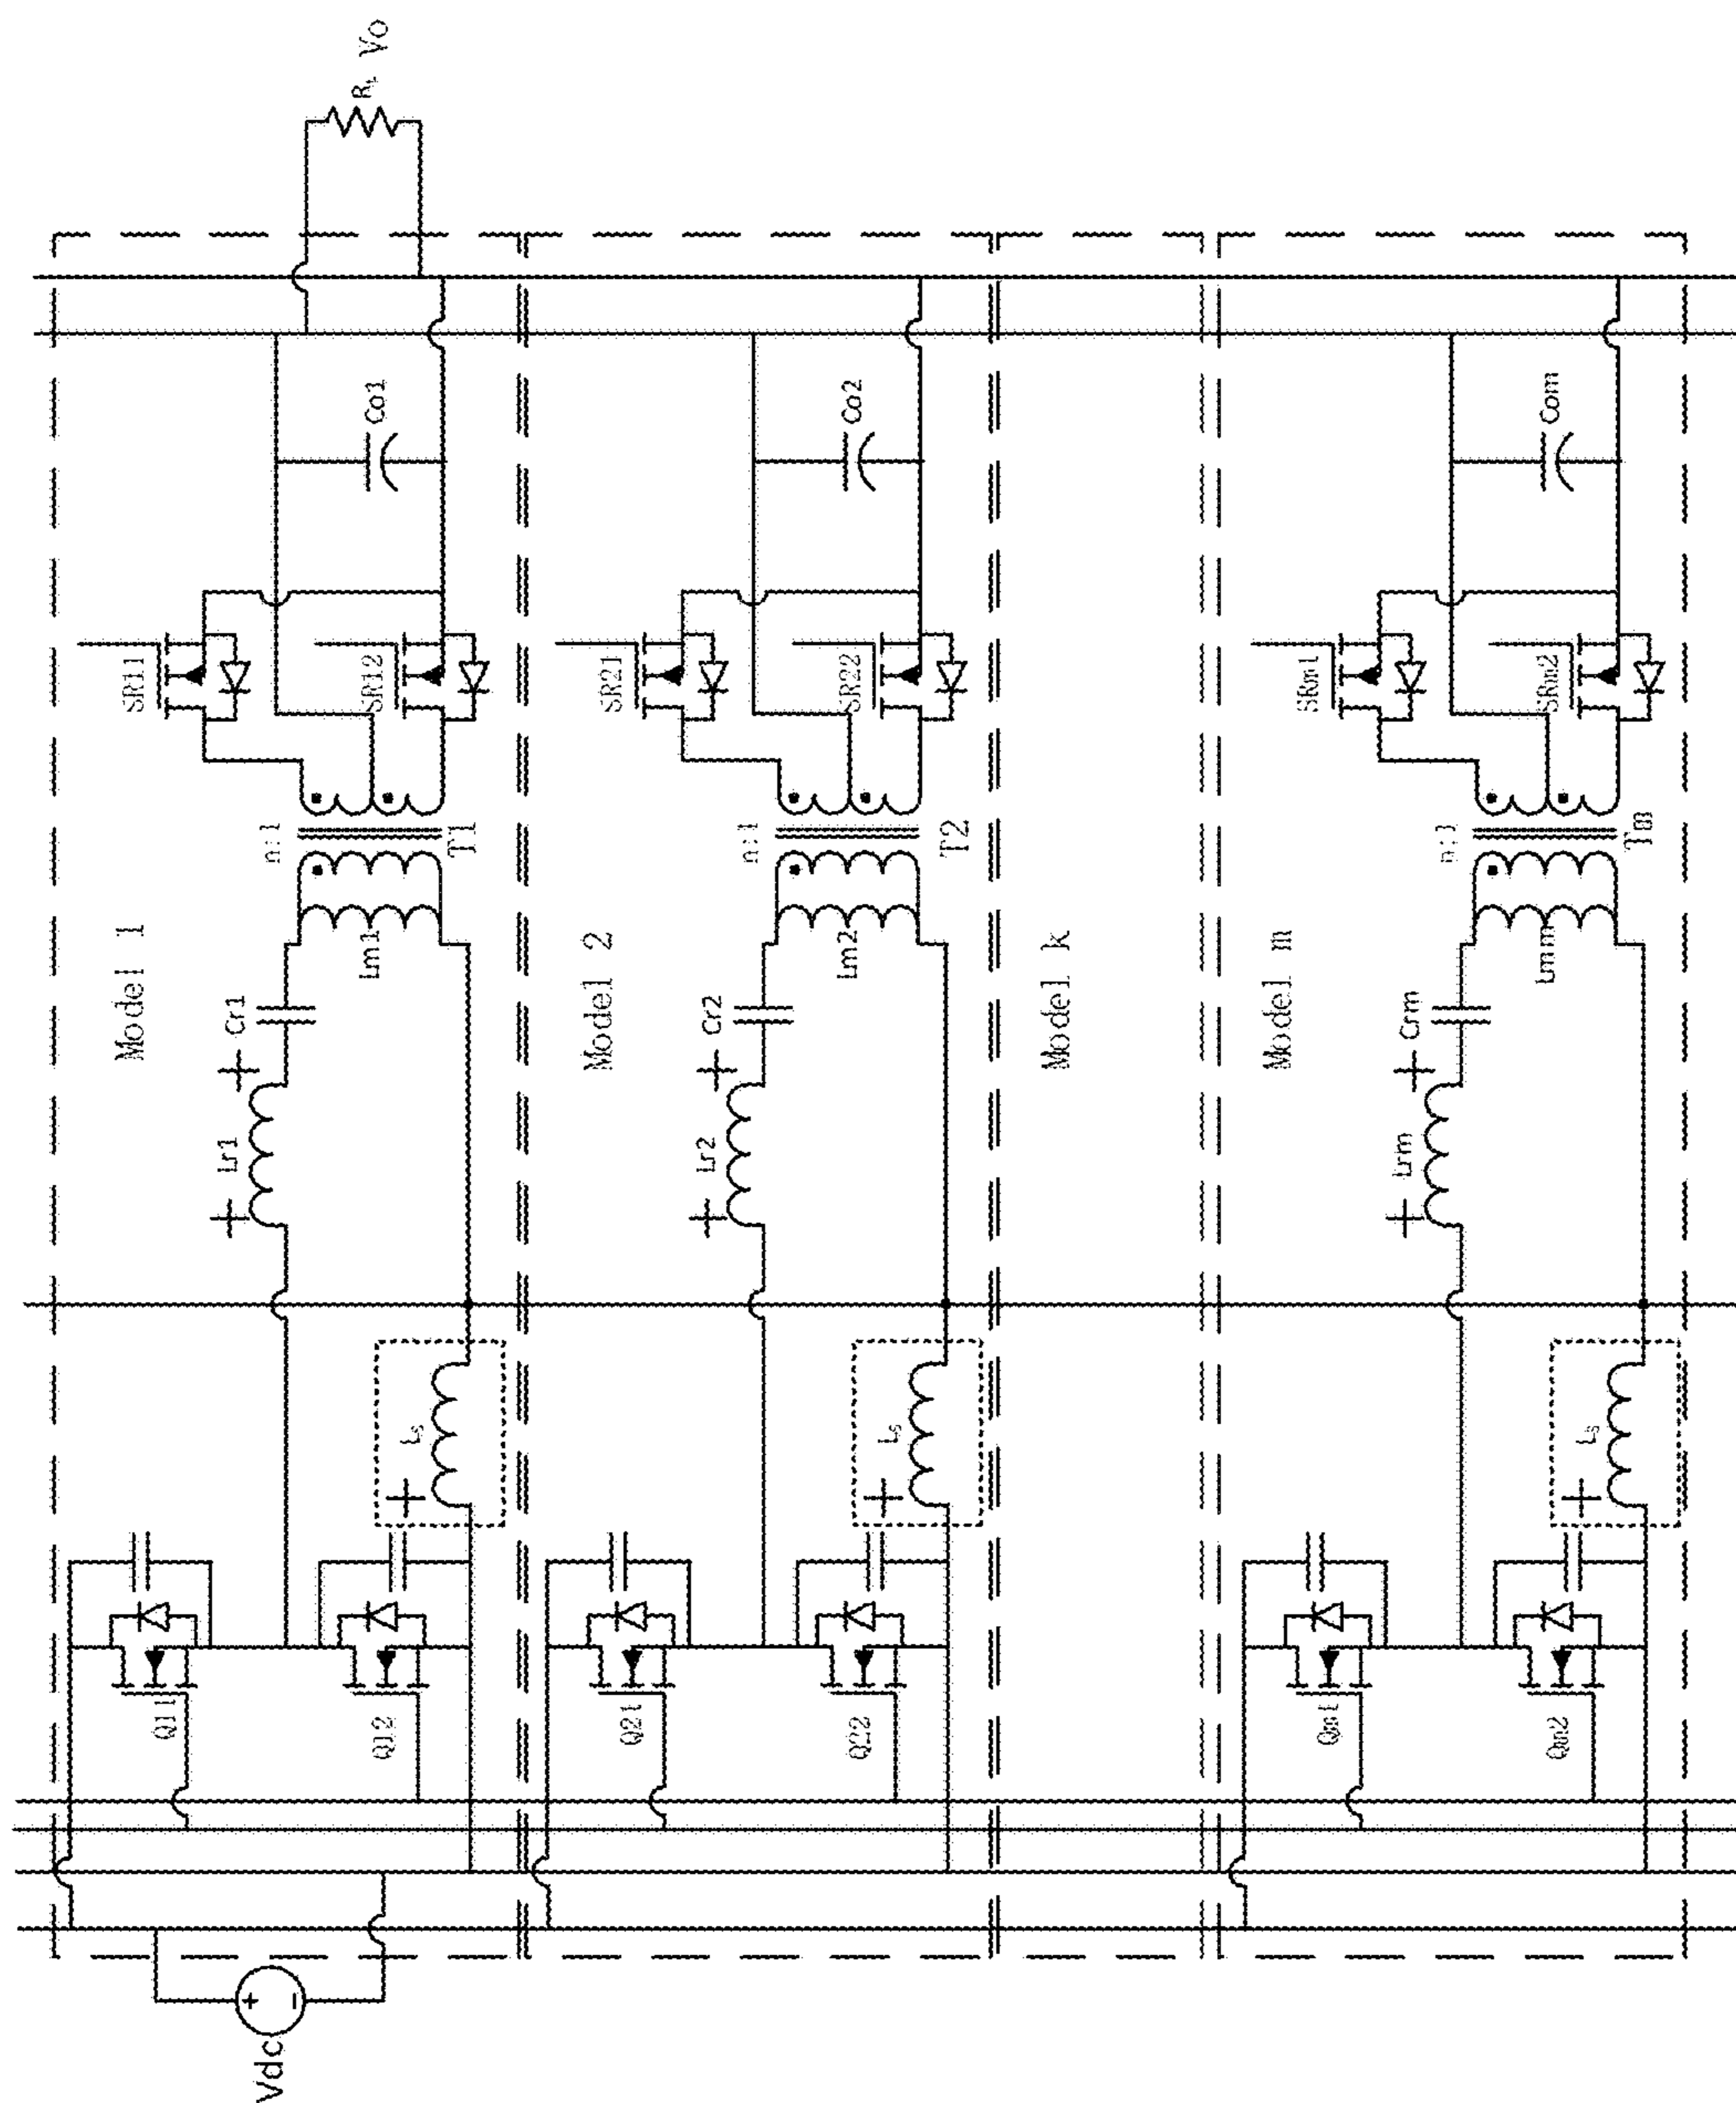 Vdc
+
-
Model 1
Q11
Q12
Ls
+
Lr1
+
+
Cr1
Lm1
n:1
T1
SR11
SR12
Co1
Vo
Model 2
Q21
Q22
Ls
+
Lr2
+
+
Cr2
Lm2
n:1
T2
SR21
SR22
Co2
Model k
Model m
Qm1
Qm2
Ls
+
Lrm
+
+
Crm
Lmm
n:1
Tm
SRm1
SRm2
Com